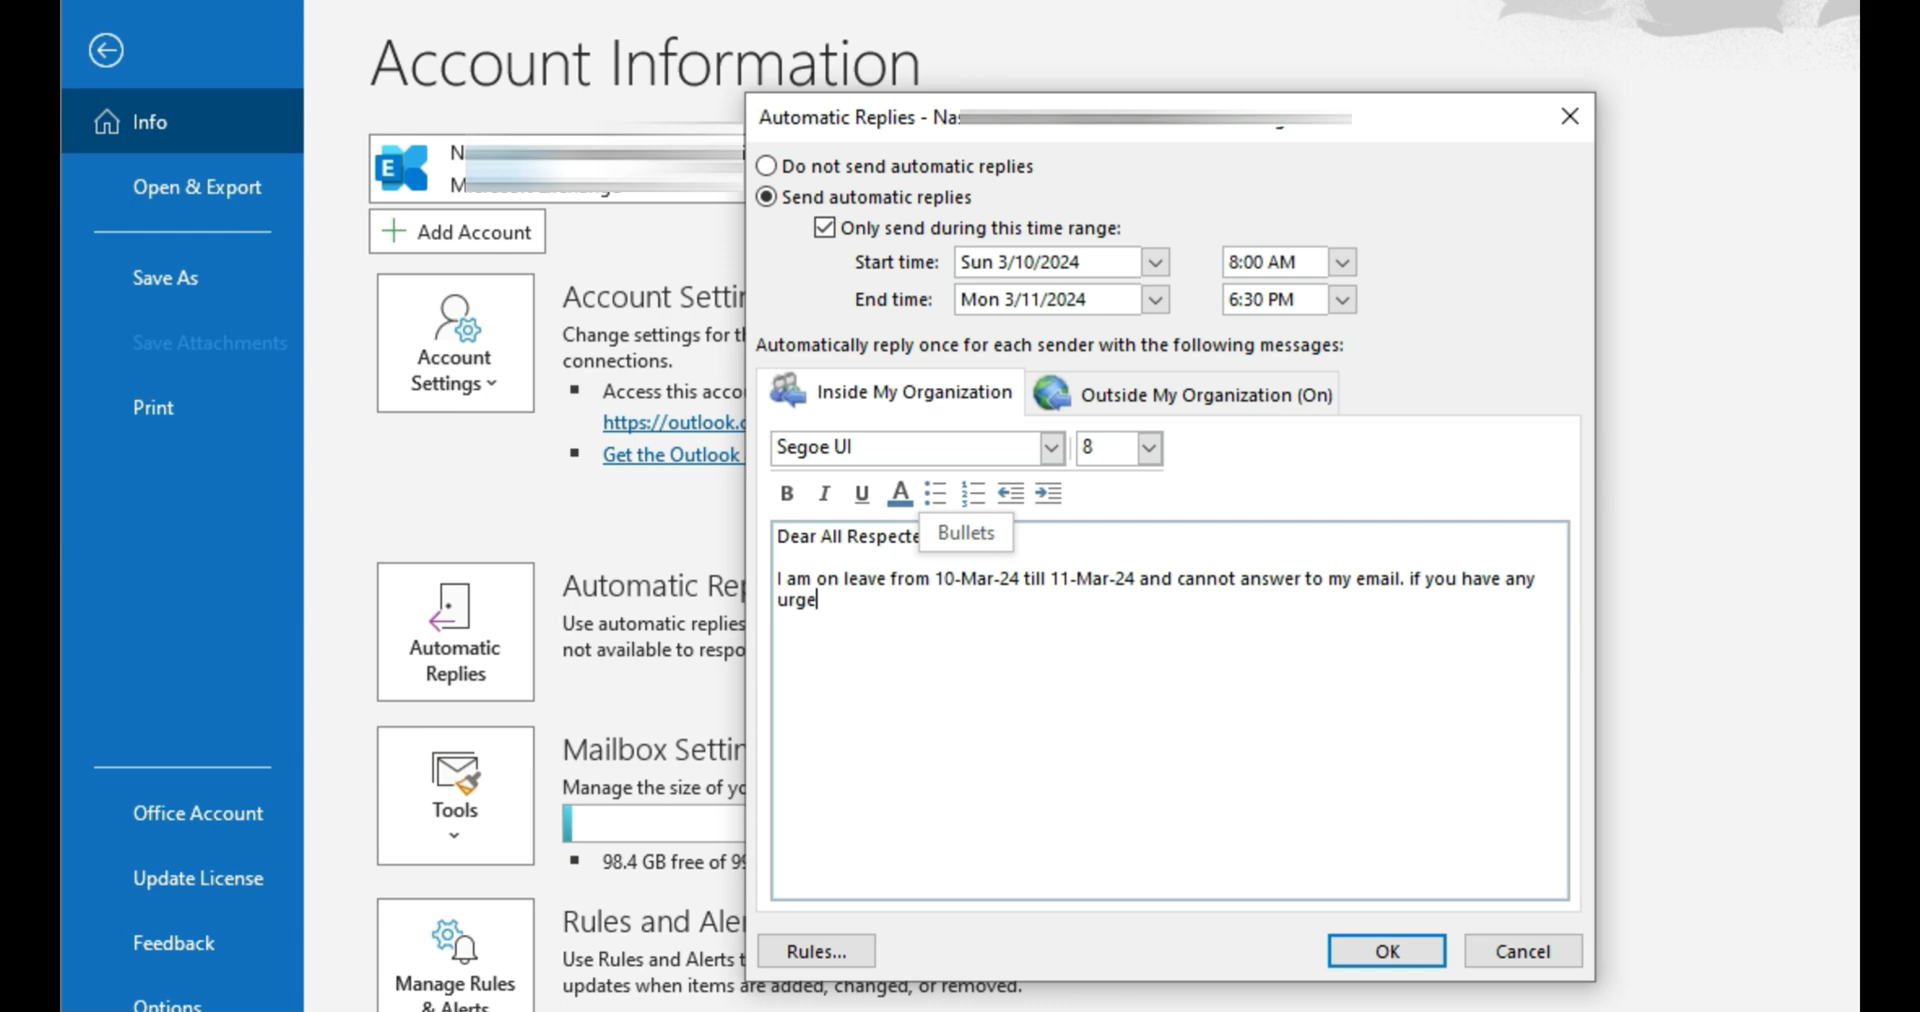 Account Information
Info
Open & Export
Save As
Save Attachments
Print
Office Account
Update License
Feedback
Options
Add Account
Account
Settings
Account Settin
Change settings for th
connections.
Access this accou
https://outlook.o
Get the Outlook
Automatic
Replies
Automatic Rep
Use automatic replies
not available to respo
Tools
Mailbox Settin
Manage the size of yo
98.4 GB free of 99
Manage Rules
& Alerts
Rules and Aler
Use Rules and Alerts t
updates when items are added, changed, or removed.
Automatic Replies - Nas
Do not send automatic replies
Send automatic replies
Only send during this time range:
Start time: Sun 3/10/2024 8:00 AM
End time: Mon 3/11/2024 6:30 PM
Automatically reply once for each sender with the following messages:
Inside My Organization
Outside My Organization (On)
Segoe UI 8
B I U A
Bullets
Dear All Respecte
I am on leave from 10-Mar-24 till 11-Mar-24 and cannot answer to my email. if you have any
urge
Rules...
OK
Cancel